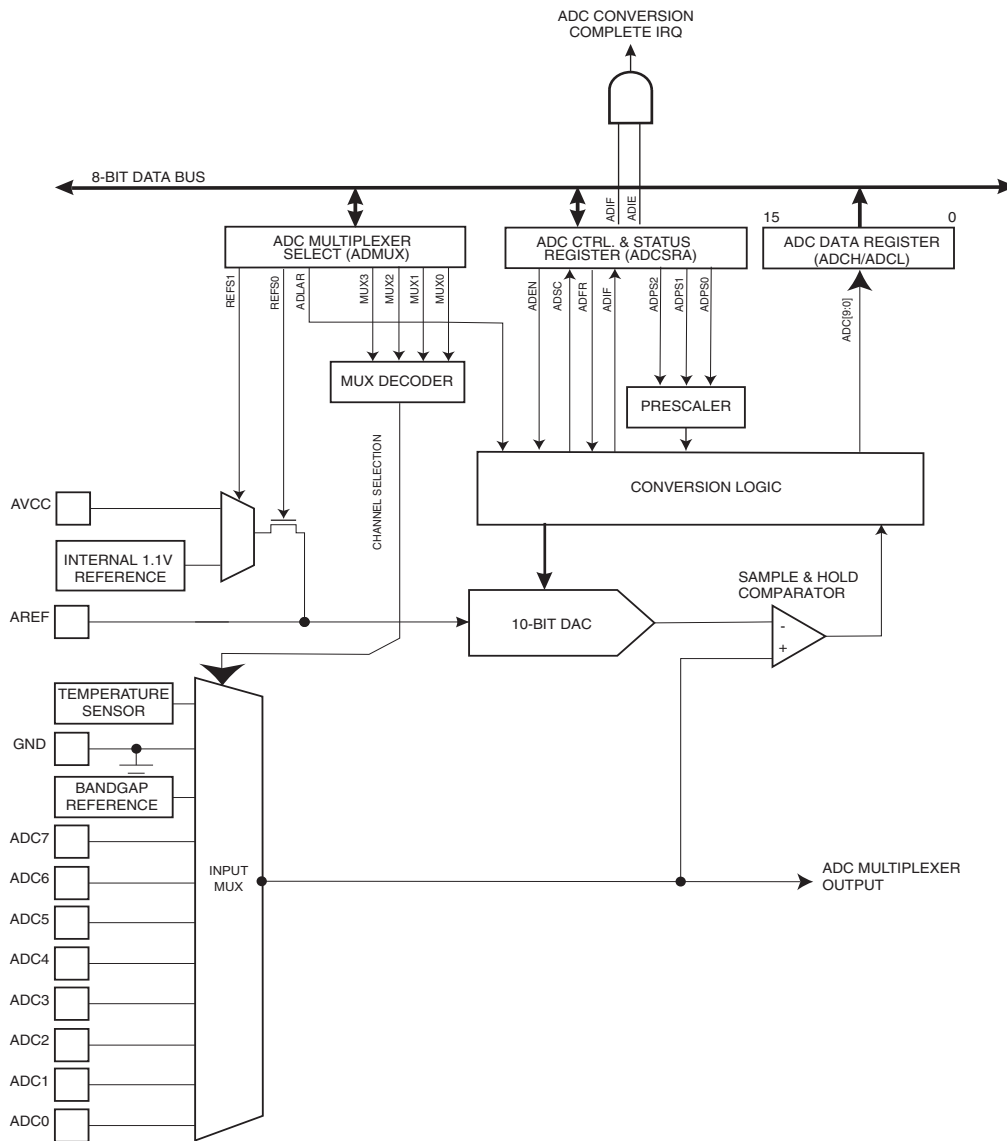 ADC CONVERSION
COMPLETE IRQ
8-BIT DATA BUS
ADIF
ADIE
15
0
ADC MULTIPLEXER
SELECT (ADMUX)
ADC CTRL. & STATUS
REGISTER (ADCSRA)
ADC DATA REGISTER
(ADCH/ADCL)
REFS1
REFS0
ADLAR
MUX3
MUX2
MUX1
MUX0
ADEN
ADSC
ADFR
ADIF
ADPS2
ADPS1
ADPS0
ADC[9:0]
MUX DECODER
PRESCALER
CHANNEL SELECTION
CONVERSION LOGIC
AVCC
INTERNAL 1.1V
REFERENCE
SAMPLE & HOLD
COMPARATOR
AREF
10-BIT DAC
-
+
TEMPERATURE
SENSOR
GND
BANDGAP
REFERENCE
ADC7
ADC6
ADC5
ADC4
ADC3
ADC2
ADC1
ADC0
INPUT
MUX
ADC MULTIPLEXER
OUTPUT